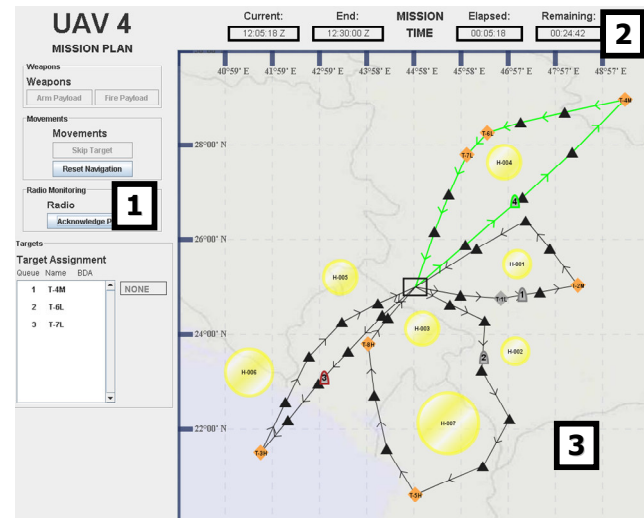 UAV 4
MISSION PLAN
Current:
End:
MISSION TIME
Elapsed:
Remaining:
12:05:18 Z
12:30:00 Z
00:05:18
00:24:42
2
Weapons
Weapons
Arm Payload
Fire Payload
Movements
Movements
Skip Target
Reset Navigation
Radio Monitoring
Radio
Acknowledge P
1
Targets
Target Assignment
Queue Name BDA
1 T-4M
2 T-6L
3 T-7L
NONE
40°59' E
41°59' E
42°59' E
43°58' E
44°58' E
45°58' E
46°57' E
47°57' E
48°57' E
28°00' N
26°00' N
24°00' N
22°00' N
T-4M
T-6L
T-7L
H-004
4
H-001
H-005
T-1L
1
T-2M
H-003
T-8H
H-002
2
H-006
3
H-007
T-3H
T-5H
3